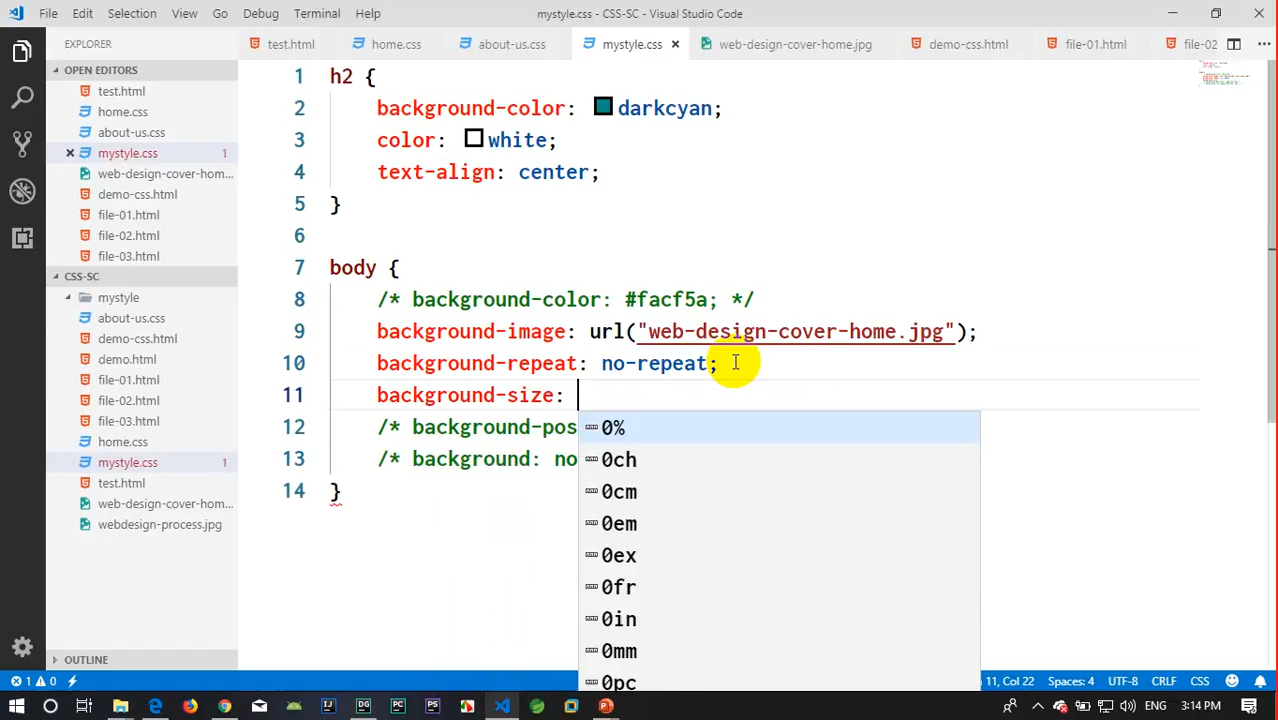 File Edit Selection View Go Debug Terminal Help
mystyle.css - CSS-SC - Visual Studio Code
EXPLORER
test.html
home.css
about-us.css
mystyle.css
web-design-cover-home.jpg
demo-css.html
file-01.html
file-02
OPEN EDITORS
test.html
home.css
about-us.css
mystyle.css 1
web-design-cover-hom...
demo-css.html
file-01.html
file-02.html
file-03.html
CSS-SC
mystyle
about-us.css
demo-css.html
demo.html
file-01.html
file-02.html
file-03.html
home.css
mystyle.css 1
test.html
web-design-cover-hom...
webdesign-process.jpg
OUTLINE
1 h2 {
2 background-color: darkcyan;
3 color: white;
4 text-align: center;
5 }
6
7 body {
8 /* background-color: #facf5a; */
9 background-image: url("web-design-cover-home.jpg");
10 background-repeat: no-repeat;
11 background-size:
12 /* background-pos
13 /* background: no
14 }
0%
0ch
0cm
0em
0ex
0fr
0in
0mm
0pc
1 0
11, Col 22 Spaces: 4 UTF-8 CRLF CSS
IJ DG PC PS
ENG 3:14 PM